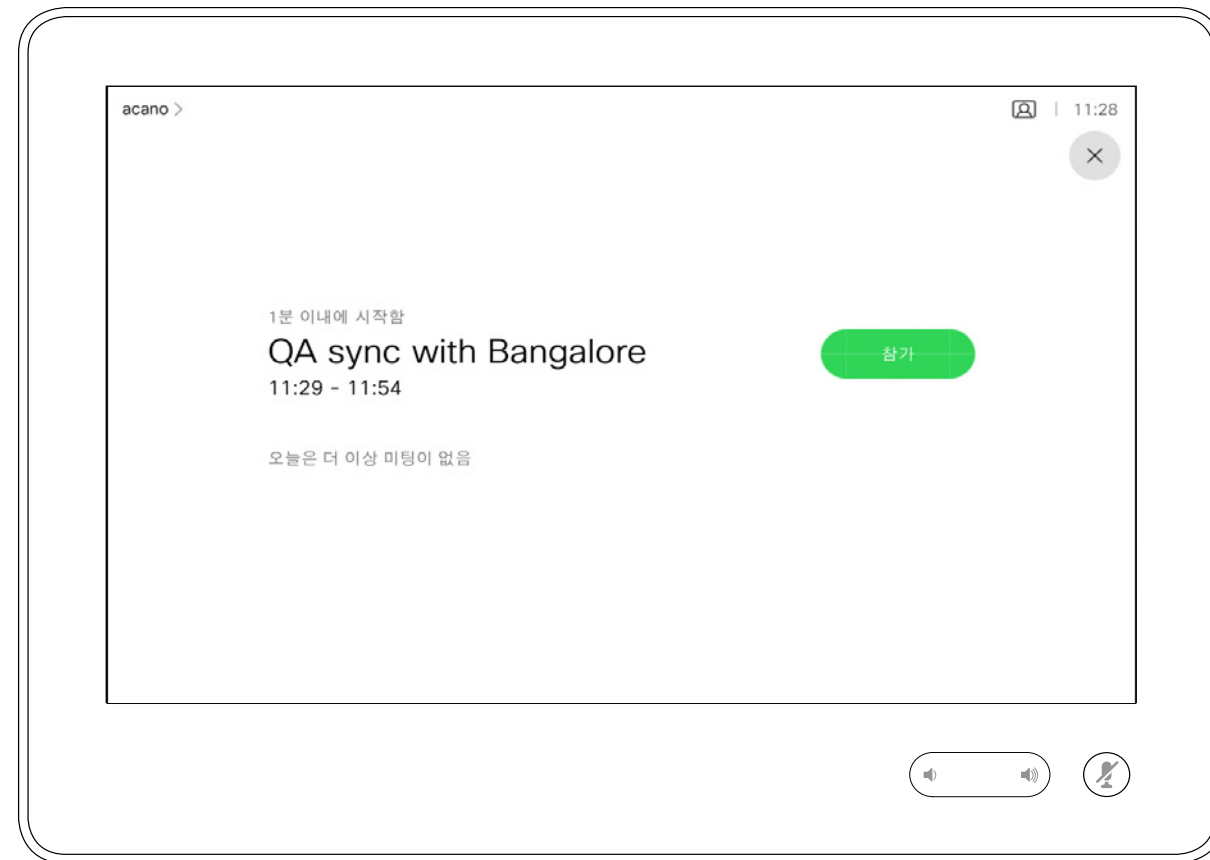 acano >
11:28
1분 이내에 시작함
QA sync with Bangalore
11:29 - 11:54
참가
오늘은 더 이상 미팅이 없음